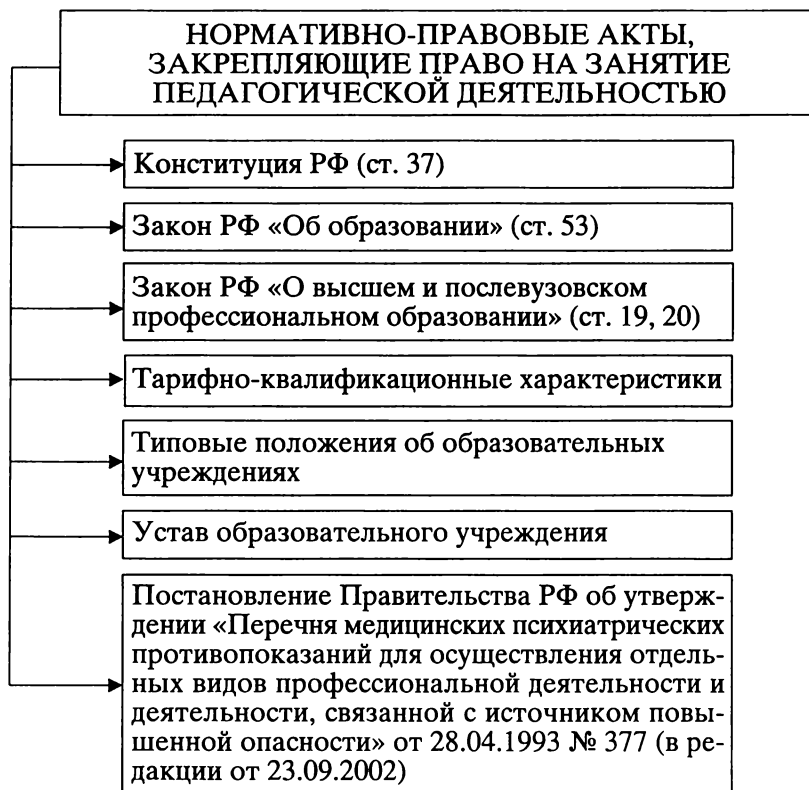 НОРМАТИВНО-ПРАВОВЫЕ АКТЫ,
ЗАКРЕПЛЯЮЩИЕ ПРАВО НА ЗАНЯТИЕ
ПЕДАГОГИЧЕСКОЙ ДЕЯТЕЛЬНОСТЬЮ
Конституция РФ (ст. 37)
Закон РФ «Об образовании» (ст. 53)
Закон РФ «О высшем и послевузовском
профессиональном образовании» (ст. 19, 20)
Тарифно-квалификационные характеристики
Типовые положения об образовательных
учреждениях
Устав образовательного учреждения
Постановление Правительства РФ об утверж-
дении «Перечня медицинских психиатрических
противопоказаний для осуществления отдель-
ных видов профессиональной деятельности и
деятельности, связанной с источником повы-
шенной опасности» от 28.04.1993 № 377 (в ре-
дакции от 23.09.2002)